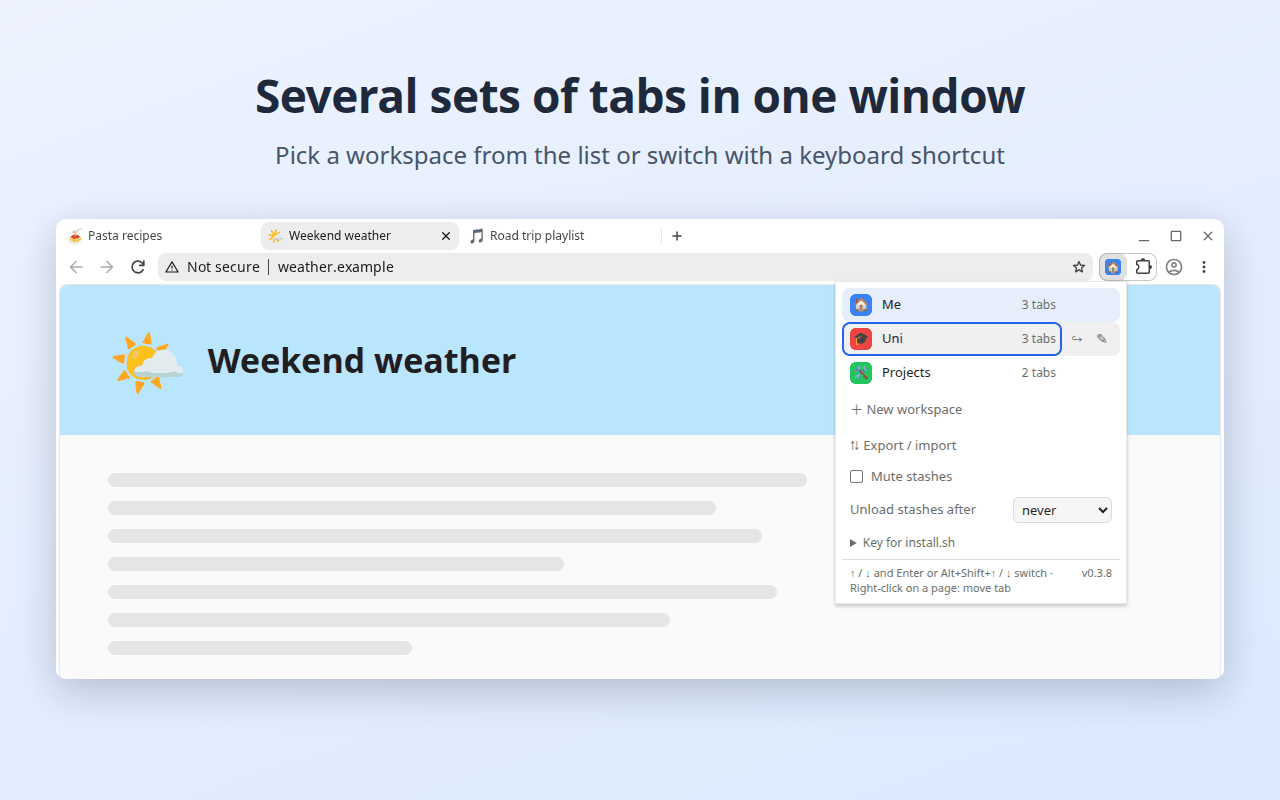 Several sets of tabs in one window
Pick a workspace from the list or switch with a keyboard shortcut
Pasta recipes
Weekend weather
Road trip playlist
Not secure
weather.example
Weekend weather
Me 3 tabs
Uni 3 tabs
Projects 2 tabs
+ New workspace
Export / import
Mute stashes
Unload stashes after never
Key for install.sh
↑ / ↓ and Enter or Alt+Shift+↑ / ↓ switch · v0.3.8
Right-click on a page: move tab